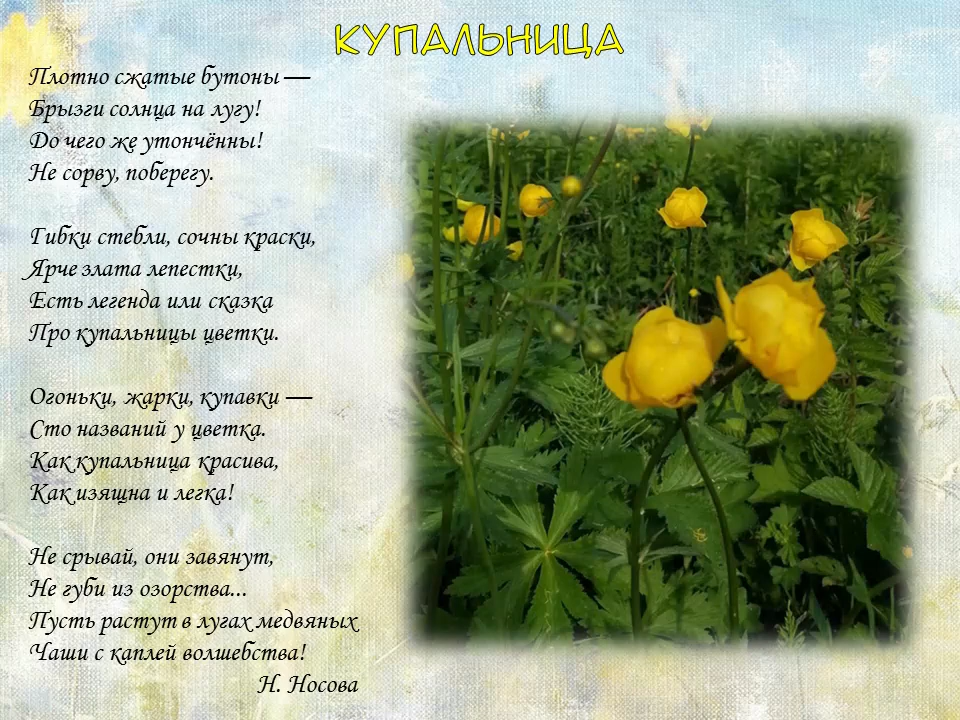 КУПАЛЬНИЦА
Плотно сжатые бутоны —
Брызги солнца на лугу!
До чего же утончённы!
Не сорву, поберегу.
Гибки стебли, сочны краски,
Ярче злата лепестки,
Есть легенда или сказка
Про купальницы цветки.
Огоньки, жарки, купавки —
Сто названий у цветка.
Как купальница красива,
Как изящна и легка!
Не срывай, они завянут,
Не губи из озорства...
Пусть растут в лугах медвяных
Чаши с каплей волшебства!
Н. Носова